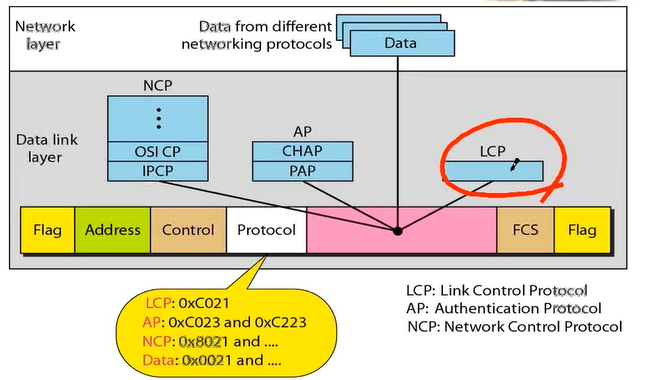 Network
layer
Data from different
networking protocols
Data
NCP
Data link
layer
OSI CP
IPCP
AP
CHAP
PAP
LCP
Flag
Address
Control
Protocol
FCS
Flag
LCP: 0xC021
AP: 0xC023 and 0xC223
NCP: 0x8021 and ....
Data: 0x0021 and ....
LCP: Link Control Protocol
AP: Authentication Protocol
NCP: Network Control Protocol